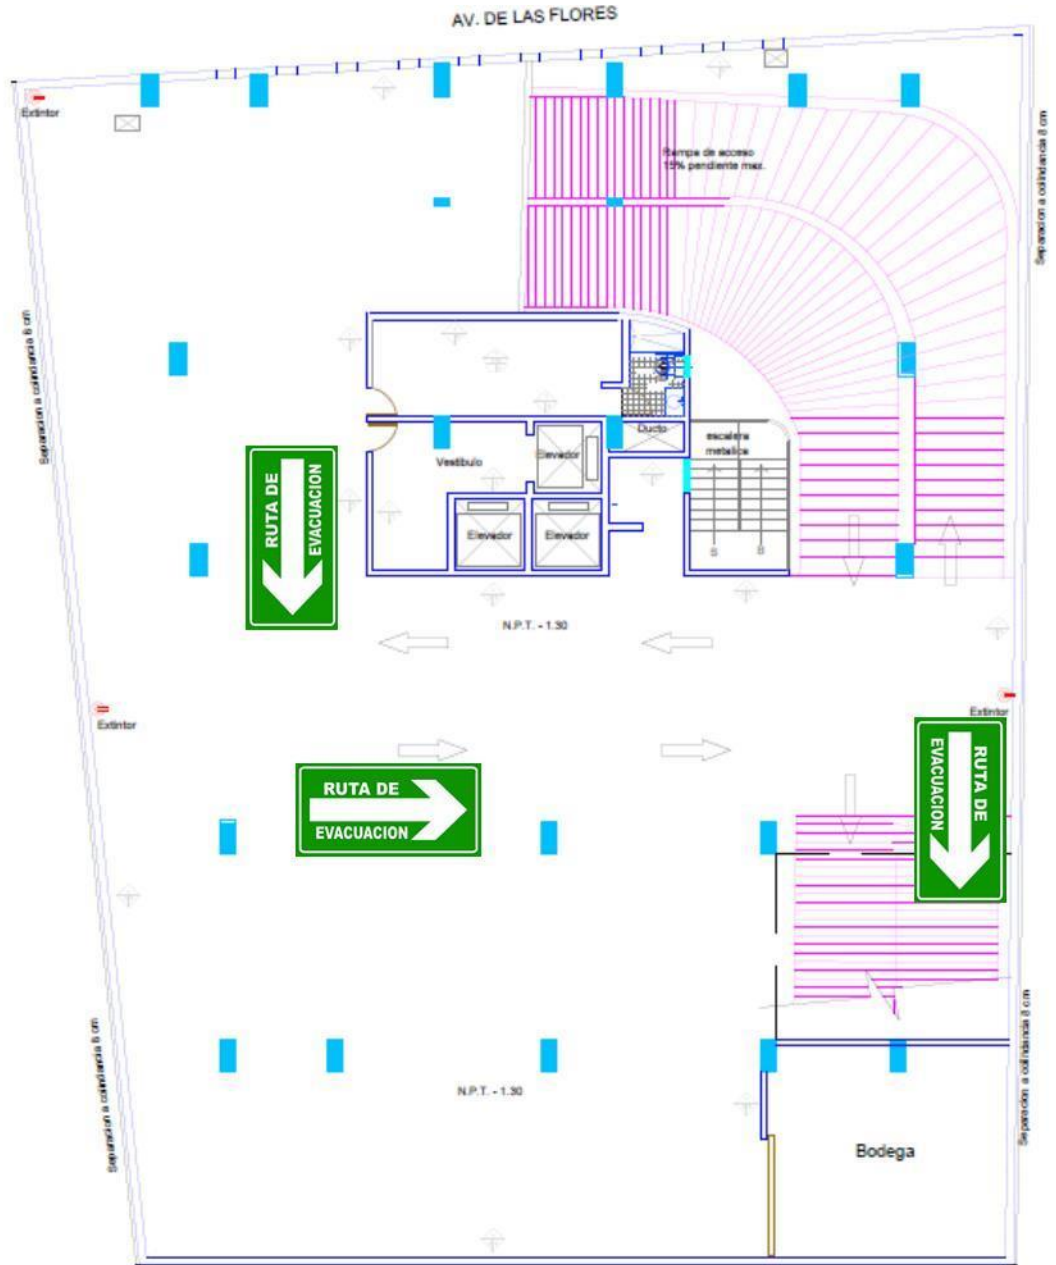 AV. DE LAS FLORES
Extintor
Rampa de acceso
15% pendiente max.
Separacion a colindancia 8 cm
Separacion a colindancia 6 cm
Ducto
escalera
metalica
Vestibulo
Elevador
Elevador
Elevador
RUTA DE
EVACUACION
S
S
N.P.T. - 1.30
Extintor
Extintor
RUTA DE
EVACUACION
RUTA DE
EVACUACION
Separacion a colindancia 6 cm
Separacion a colindancia 8 cm
N.P.T. - 1.30
Bodega